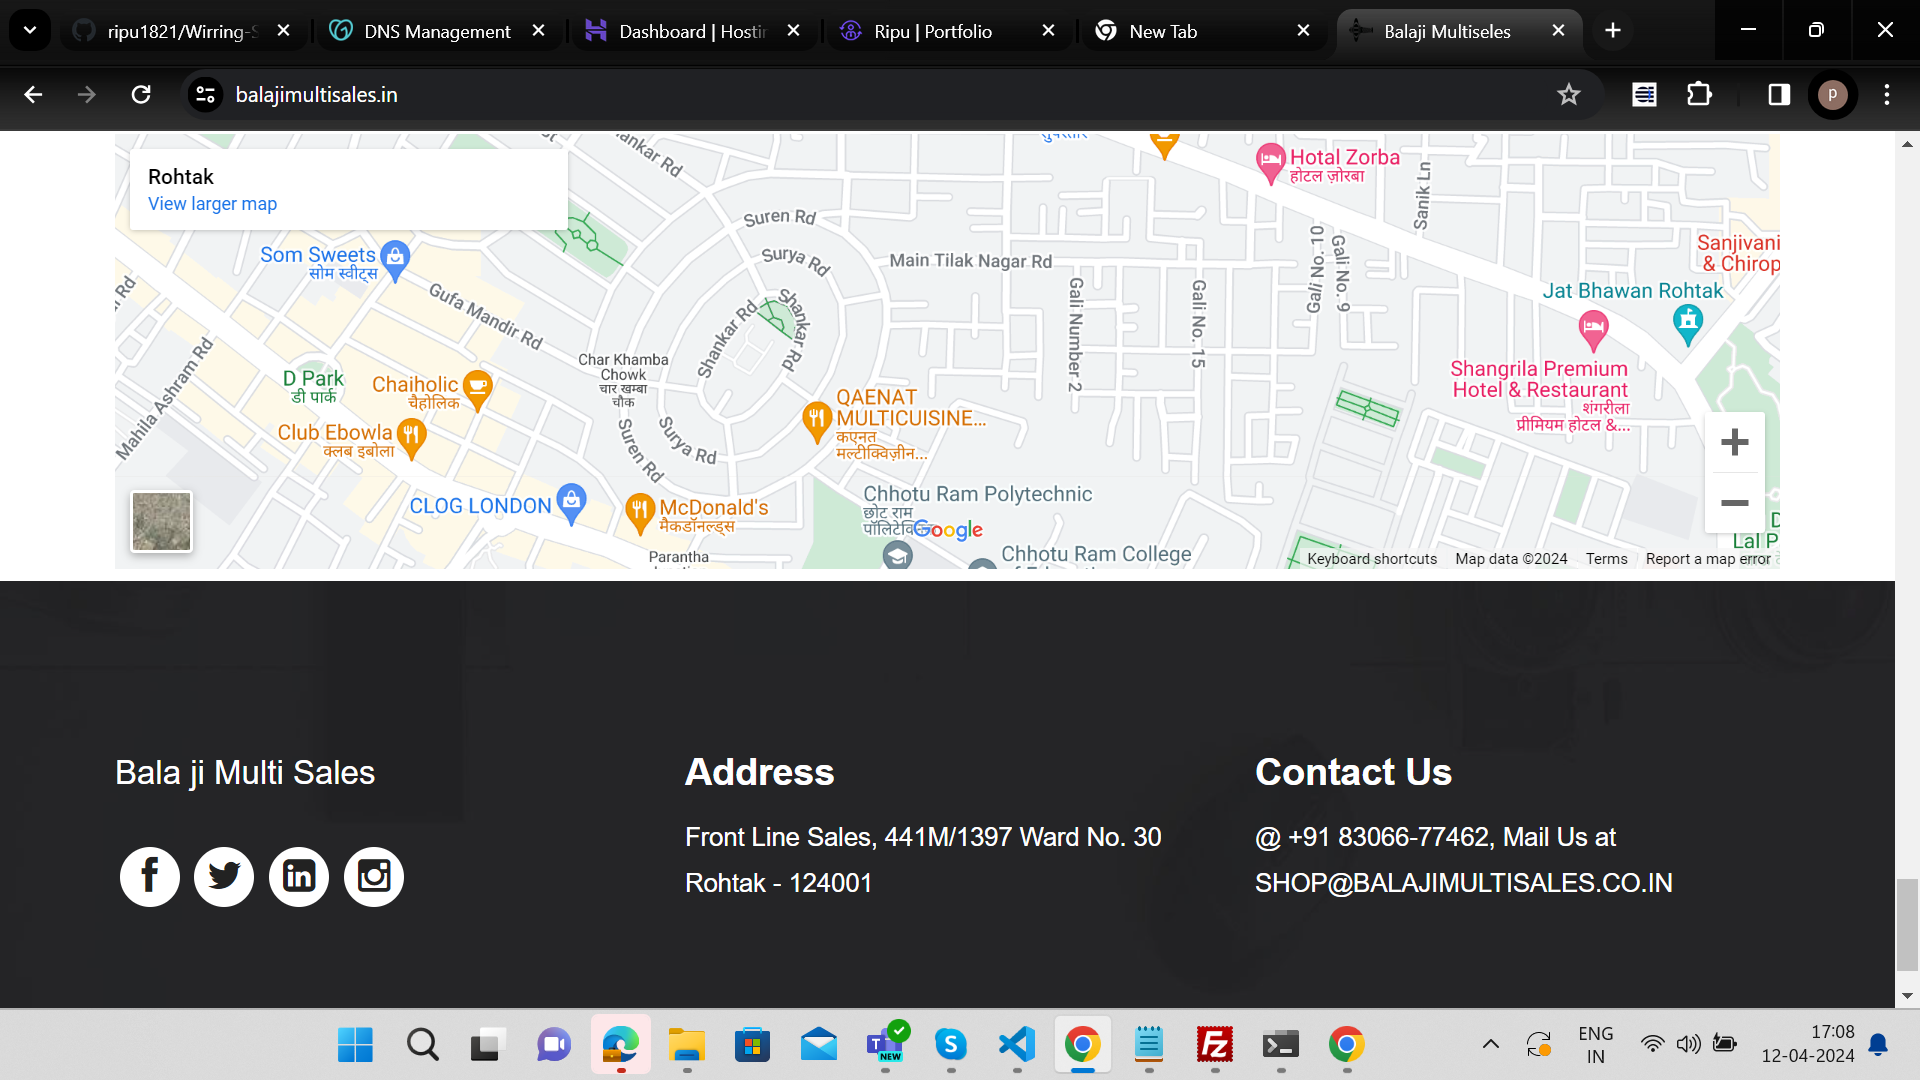 ripu1821/Wirring-S
DNS Management
Dashboard | Hostin
Ripu | Portfolio
New Tab
Balaji Multiseles
balajimultisales.in
P
Rohtak
View larger map
Shankar Rd
Hotal Zorba
होटल ज़ोरबा
Sanik Ln
Suren Rd
Surya Rd
Main Tilak Nagar Rd
Gali No. 10
Gali No. 9
Sanjivani
& Chirop
Som Sweets
सोम स्वीट्स
Gufa Mandir Rd
Shankar Rd
Shankar Rd
Gali Number 2
Gali No. 15
Jat Bhawan Rohtak
Mahila Ashram Rd
Char Khamba
Chowk
चार खम्बा
चौक
D Park
डी पार्क
Chaiholic
चैहोलिक
Shangrila Premium
Hotel & Restaurant
शंगरीला
प्रीमियम होटल &...
QAENAT
MULTICUISINE...
कएनत
मल्टीक्विज़ीन...
Club Ebowla
क्लब इबोला
Suren Rd
Surya Rd
CLOG LONDON
McDonald's
मैकडॉनल्ड्स
Chhotu Ram Polytechnic
छोटू राम
Google
Parantha
Chhotu Ram College
Lal P
Keyboard shortcuts
Map data ©2024
Terms
Report a map error
Bala ji Multi Sales
Address
Front Line Sales, 441M/1397 Ward No. 30
Rohtak - 124001
Contact Us
@ +91 83066-77462, Mail Us at
SHOP@BALAJIMULTISALES.CO.IN
NEW
ENG
IN
17:08
12-04-2024